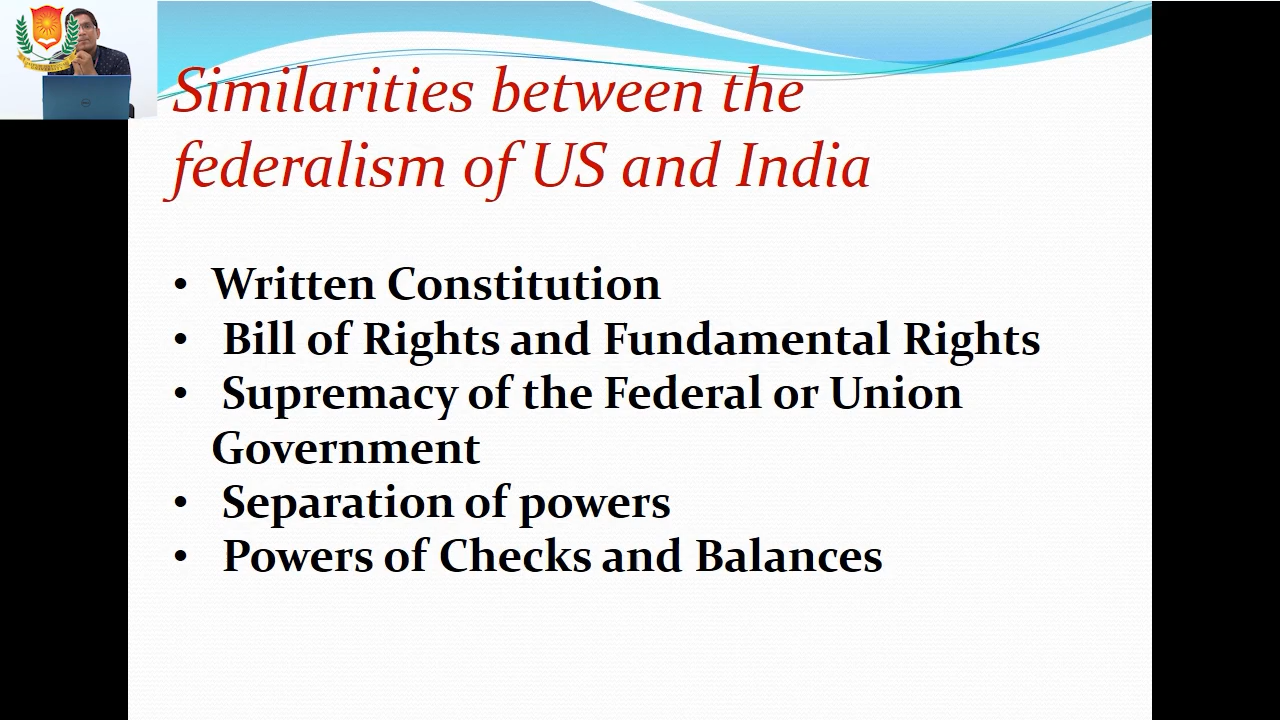 Similarities between the
federalism of US and India
• Written Constitution
• Bill of Rights and Fundamental Rights
• Supremacy of the Federal or Union
Government
• Separation of powers
• Powers of Checks and Balances